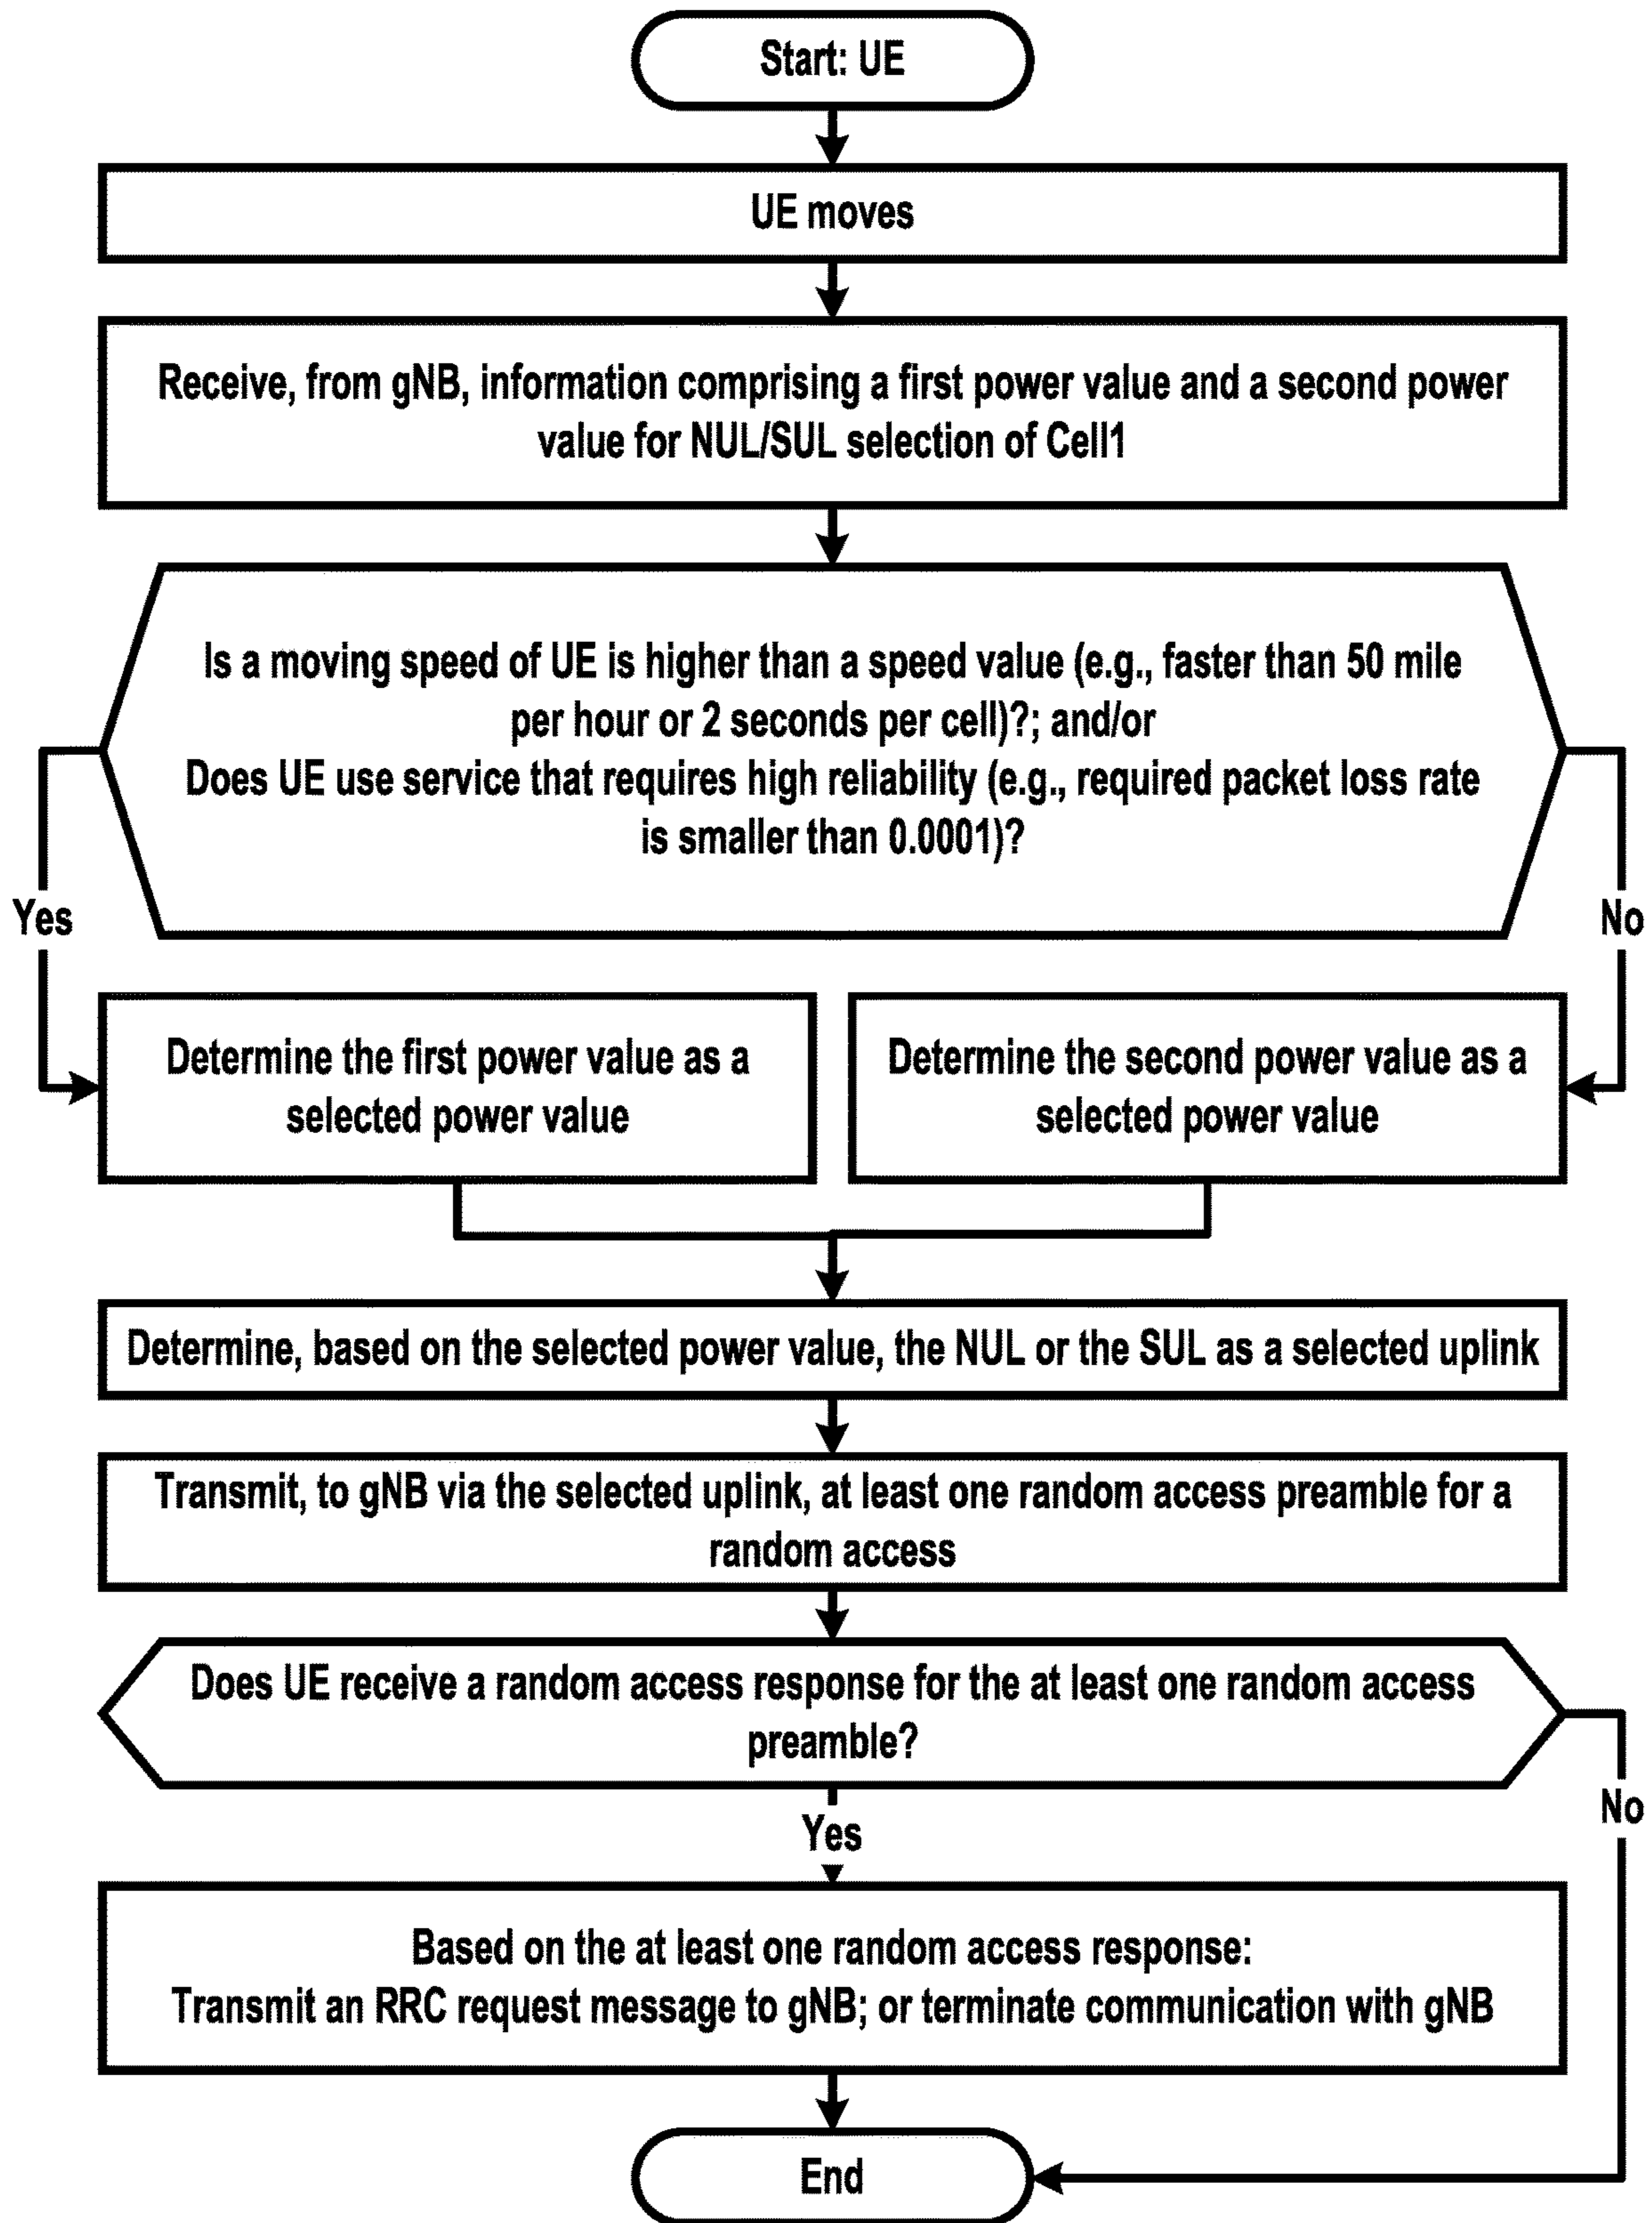 Start: UE
UE moves
Receive, from gNB, information comprising a first power value and a second power
value for NUL/SUL selection of Cell1
Is a moving speed of UE is higher than a speed value (e.g., faster than 50 mile
per hour or 2 seconds per cell)?; and/or
Does UE use service that requires high reliability (e.g., required packet loss rate
is smaller than 0.0001)?
Yes
No
Determine the first power value as a
selected power value
Determine the second power value as a
selected power value
Determine, based on the selected power value, the NUL or the SUL as a selected uplink
Transmit, to gNB via the selected uplink, at least one random access preamble for a
random access
Does UE receive a random access response for the at least one random access
preamble?
No
Yes
Based on the at least one random access response:
Transmit an RRC request message to gNB; or terminate communication with gNB
End